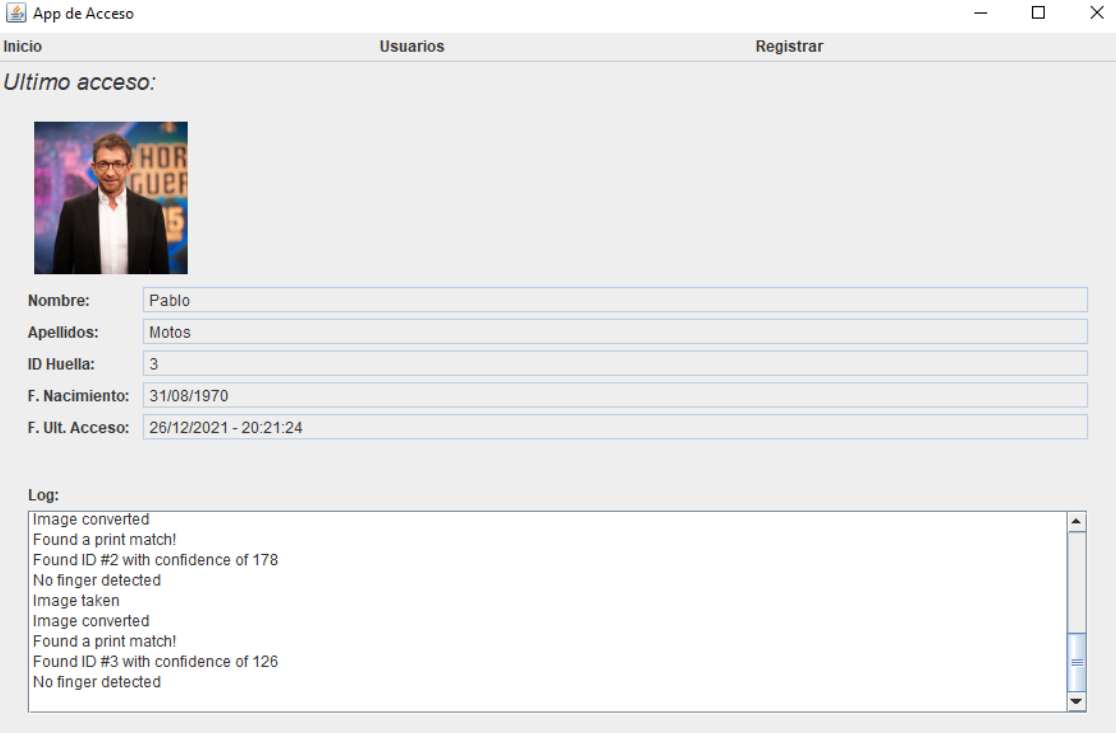 App de Acceso
Inicio Usuarios Registrar
Ultimo acceso:
HOR
GUER
15
Nombre: Pablo
Apellidos: Motos
ID Huella: 3
F. Nacimiento: 31/08/1970
F. Ult. Acceso: 26/12/2021 - 20:21:24
Log:
Image converted
Found a print match!
Found ID #2 with confidence of 178
No finger detected
Image taken
Image converted
Found a print match!
Found ID #3 with confidence of 126
No finger detected